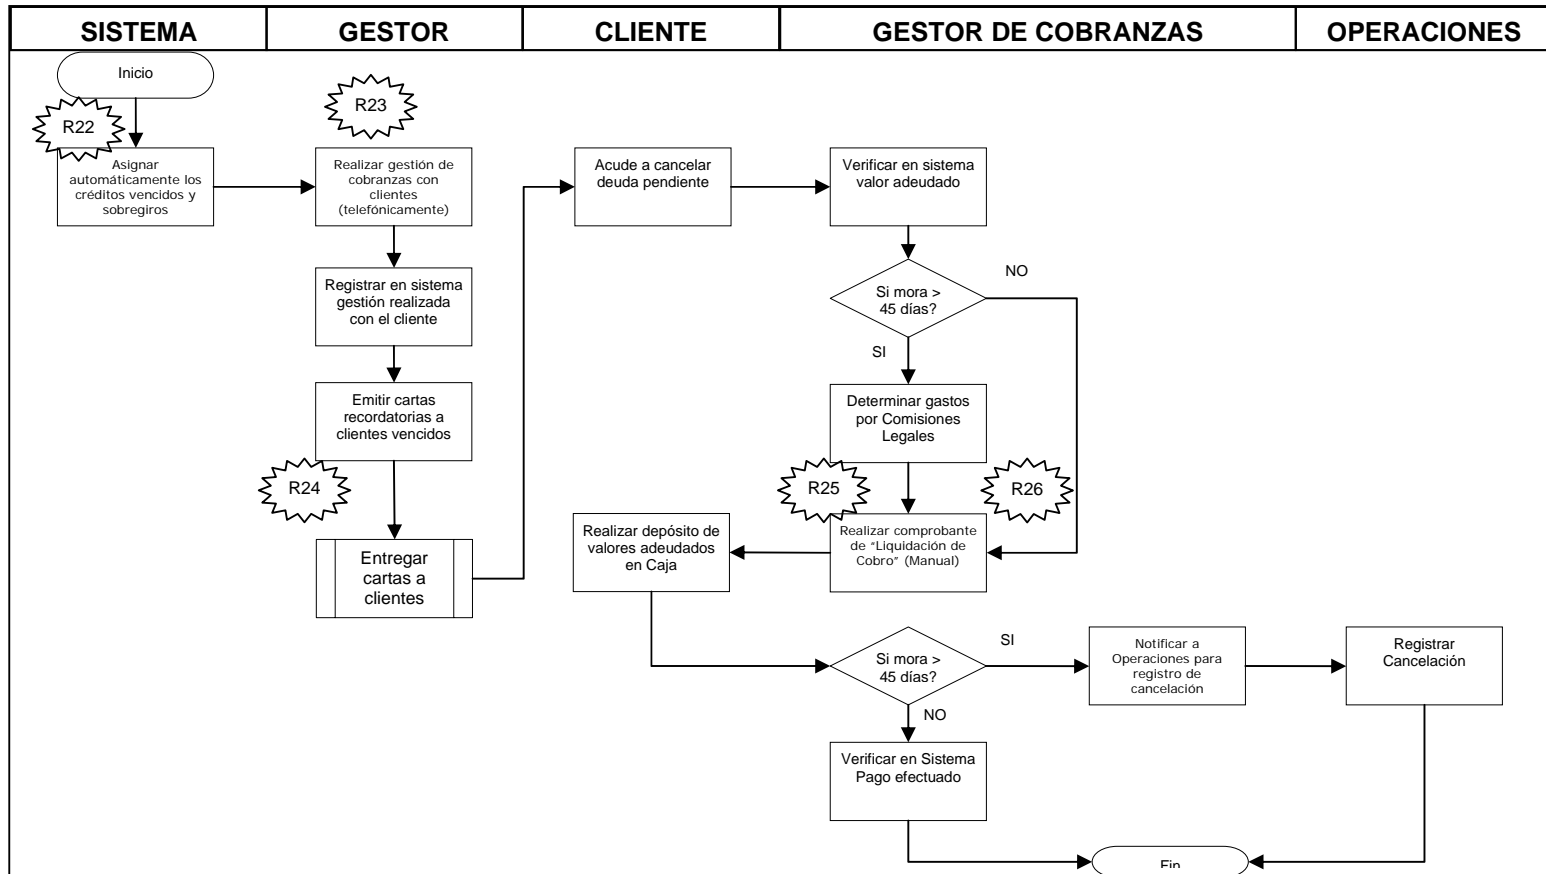 SISTEMA
GESTOR
CLIENTE
GESTOR DE COBRANZAS
OPERACIONES
Inicio
R22
R23
Asignar
automáticamente los
créditos vencidos y
sobregiros
Realizar gestión de
cobranzas con
clientes
(telefónicamente)
Acude a cancelar
deuda pendiente
Verificar en sistema
valor adeudado
Registrar en sistema
gestión realizada
con el cliente
Si mora >
45 días?
NO
SI
Emitir cartas
recordatorias a
clientes vencidos
Determinar gastos
por Comisiones
Legales
R24
R25
R26
Entregar
cartas a
clientes
Realizar depósito de
valores adeudados
en Caja
Realizar comprobante
de “Liquidación de
Cobro” (Manual)
Si mora >
45 días?
SI
NO
Notificar a
Operaciones para
registro de
cancelación
Registrar
Cancelación
Verificar en Sistema
Pago efectuado
Fin